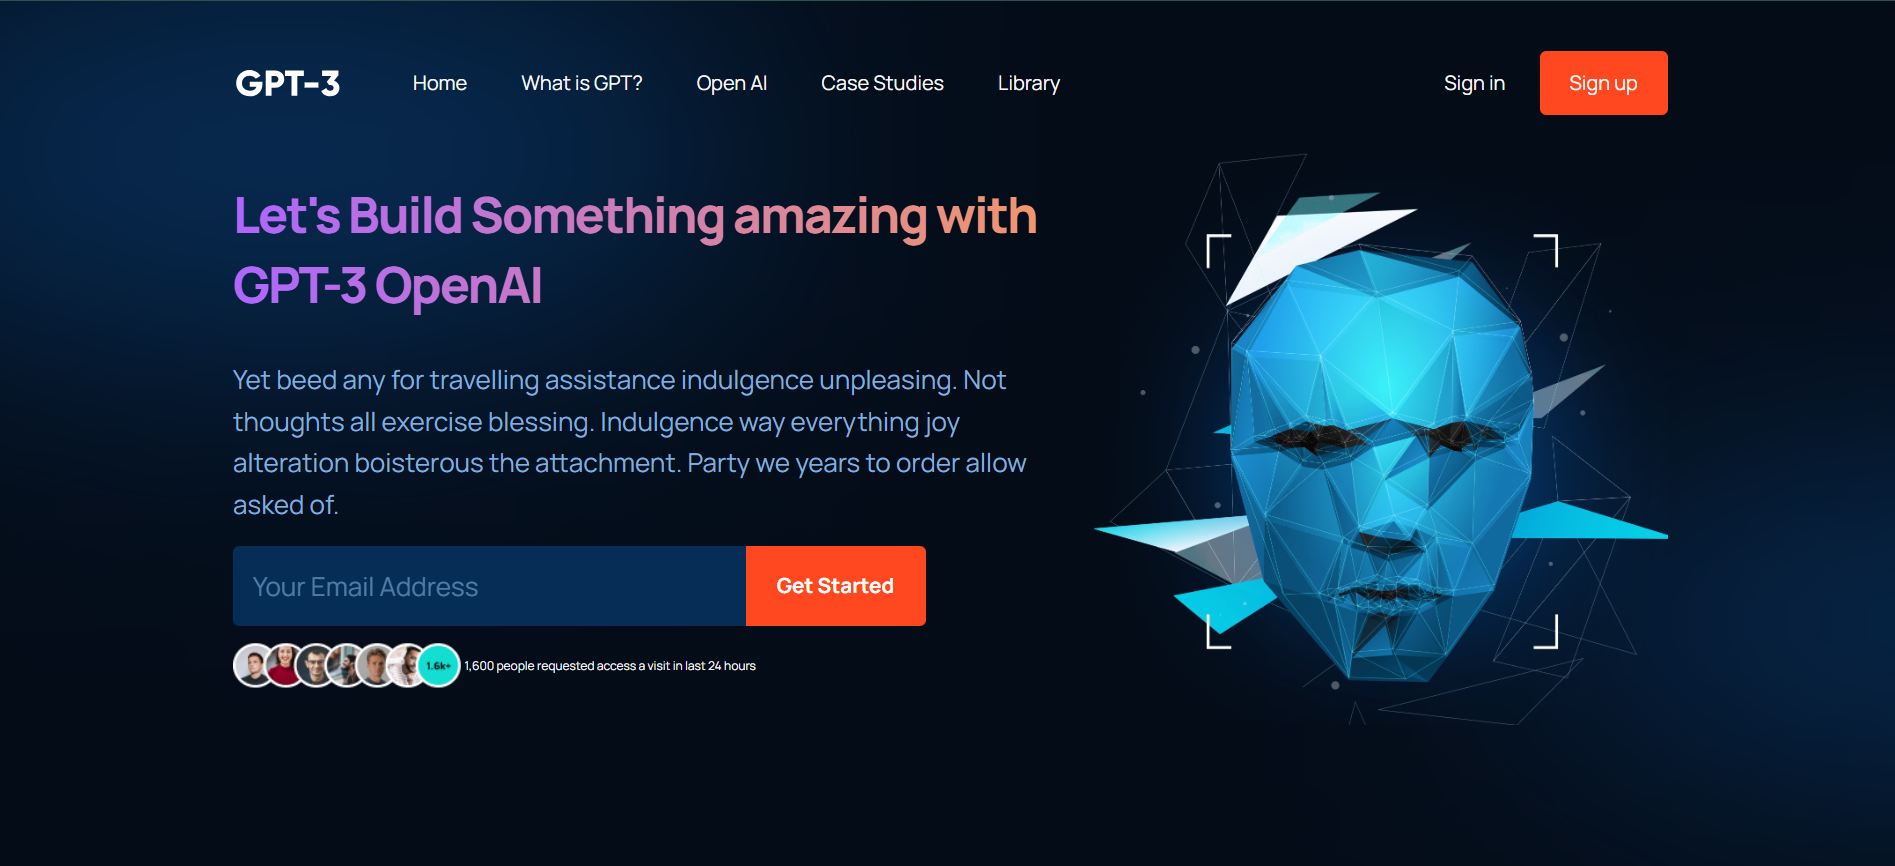 GPT-3
Home
What is GPT?
Open AI
Case Studies
Library
Sign in
Sign up
Let's Build Something amazing with
GPT-3 OpenAI
Yet beed any for travelling assistance indulgence unpleasing. Not
thoughts all exercise blessing. Indulgence way everything joy
alteration boisterous the attachment. Party we years to order allow
asked of.
Your Email Address
Get Started
1.6k+
1,600 people requested access a visit in last 24 hours